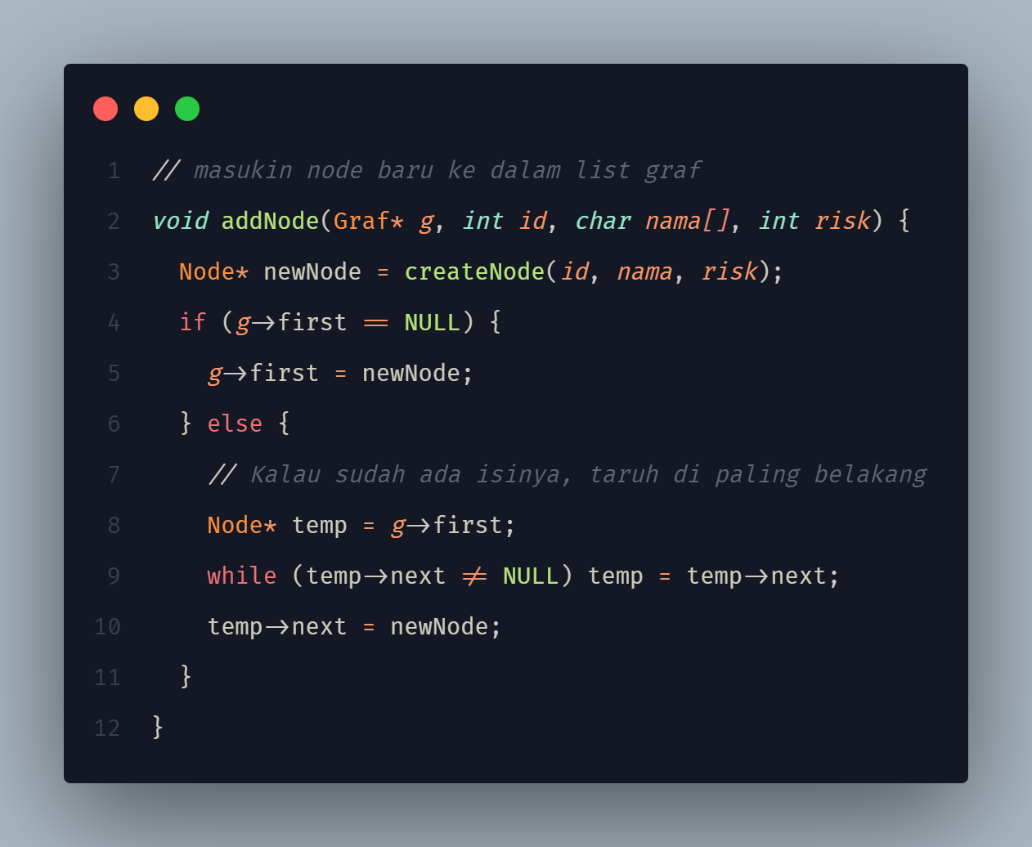 1 // masukin node baru ke dalam list graf
2 void addNode(Graf* g, int id, char nama[], int risk) {
3   Node* newNode = createNode(id, nama, risk);
4   if (g->first == NULL) {
5     g->first = newNode;
6   } else {
7     // Kalau sudah ada isinya, taruh di paling belakang
8     Node* temp = g->first;
9     while (temp->next != NULL) temp = temp->next;
10     temp->next = newNode;
11   }
12 }